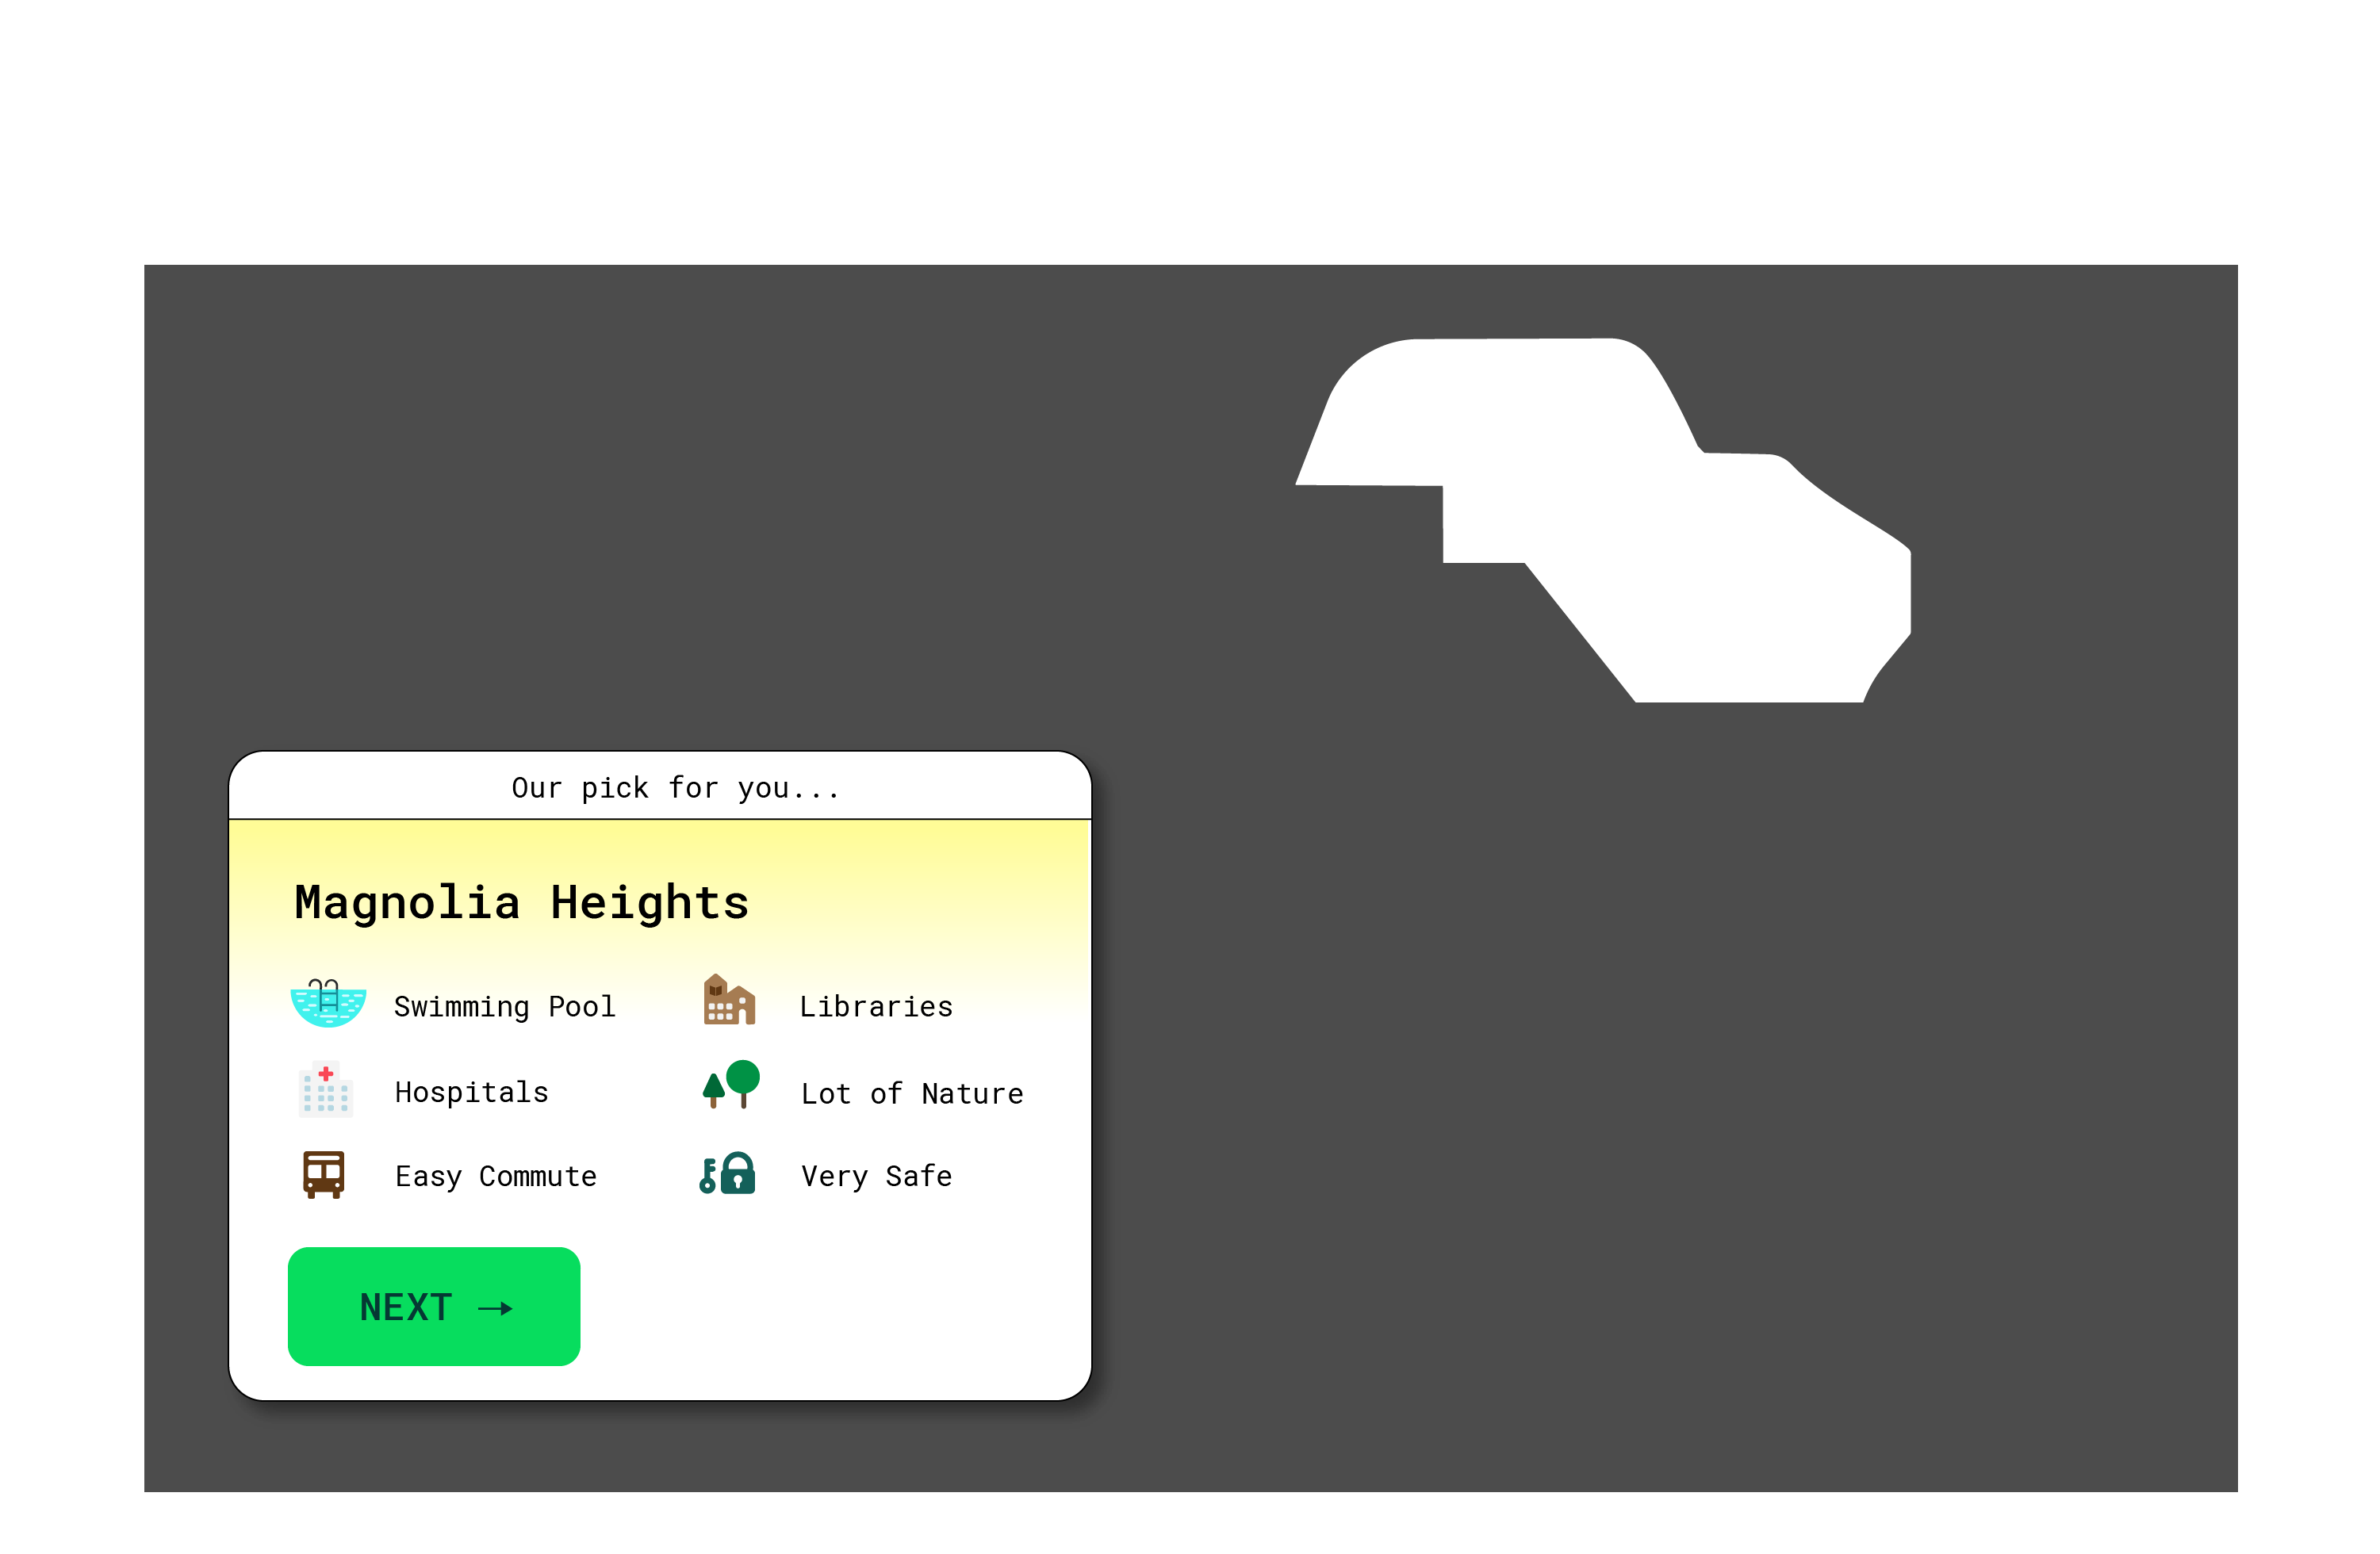 Our pick for you...
Magnolia Heights
Swimming Pool
Libraries
Hospitals
Lot of Nature
Easy Commute
Very Safe
NEXT →